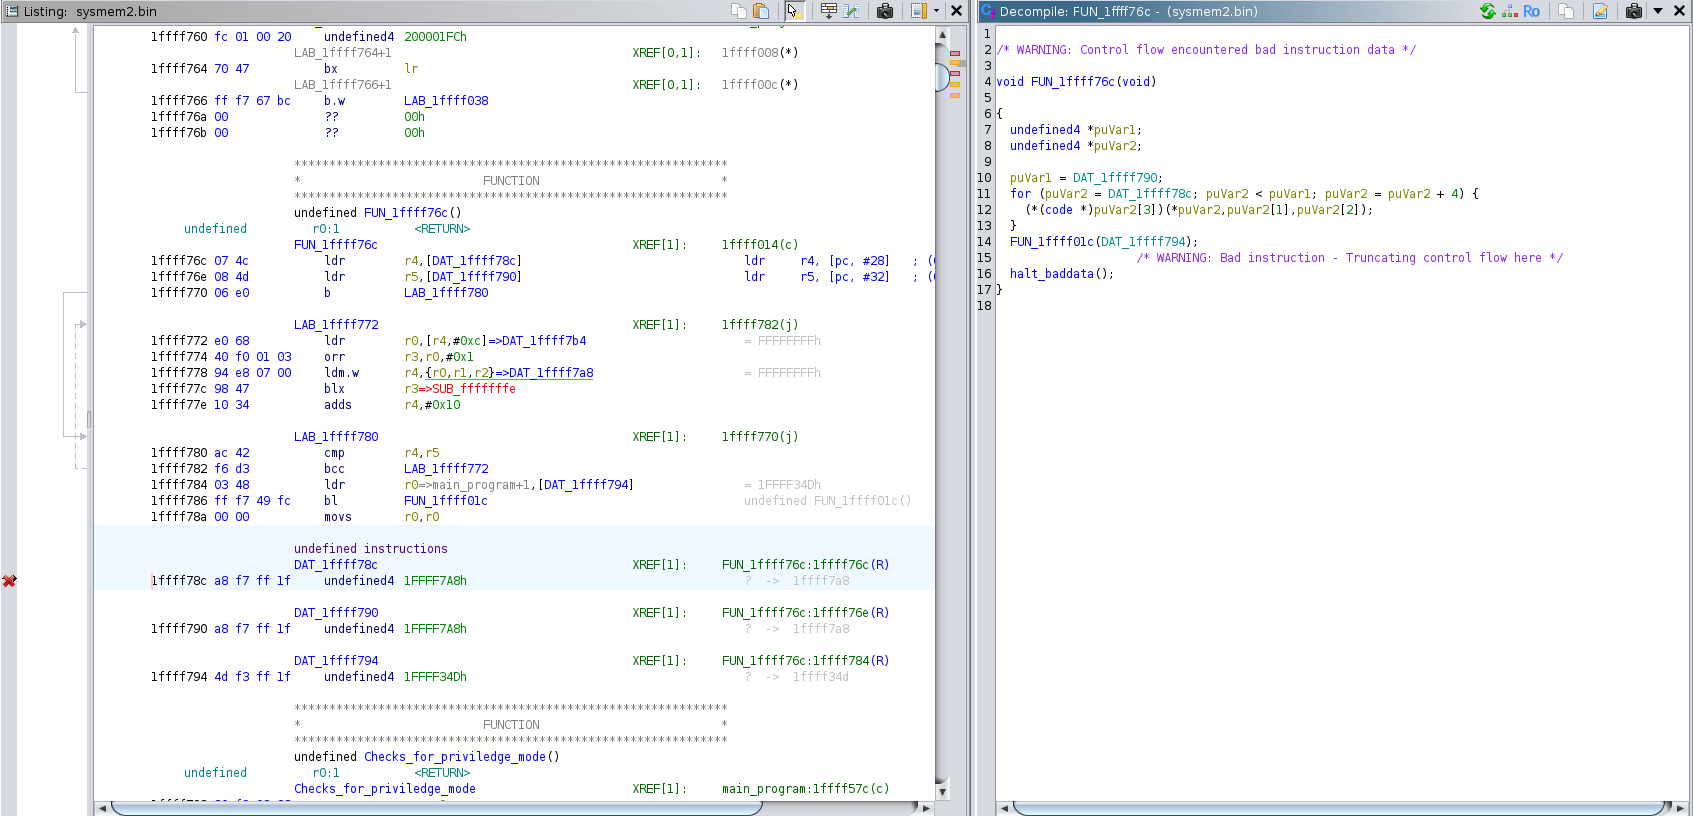 Listing: sysmem2.bin
1ffff760 fc 01 00 20 undefined4 200001FCh
LAB_1ffff764+1 XREF[0,1]: 1ffff008(*)
1ffff764 70 47 bx lr
LAB_1ffff766+1 XREF[0,1]: 1ffff00c(*)
1ffff766 ff f7 67 bc b.w LAB_1ffff038
1ffff76a 00 ?? 00h
1ffff76b 00 ?? 00h
**************************************************************
* FUNCTION *
**************************************************************
undefined FUN_1ffff76c()
undefined r0:1 <RETURN>
FUN_1ffff76c XREF[1]: 1ffff014(c)
1ffff76c 07 4c ldr r4,[DAT_1ffff78c] ldr r4, [pc, #28] ; (
1ffff76e 08 4d ldr r5,[DAT_1ffff790] ldr r5, [pc, #32] ; (
1ffff770 06 e0 b LAB_1ffff780
LAB_1ffff772 XREF[1]: 1ffff782(j)
1ffff772 e0 68 ldr r0,[r4,#0xc]=>DAT_1ffff7b4 = FFFFFFFFh
1ffff774 40 f0 01 03 orr r3,r0,#0x1
1ffff778 94 e8 07 00 ldm.w r4,{r0,r1,r2}=>DAT_1ffff7a8 = FFFFFFFFh
1ffff77c 98 47 blx r3=>SUB_fffffffe
1ffff77e 10 34 adds r4,#0x10
LAB_1ffff780 XREF[1]: 1ffff770(j)
1ffff780 ac 42 cmp r4,r5
1ffff782 f6 d3 bcc LAB_1ffff772
1ffff784 03 48 ldr r0=>main_program+1,[DAT_1ffff794] = 1FFFF34Dh
1ffff786 ff f7 49 fc bl FUN_1ffff01c undefined FUN_1ffff01c()
1ffff78a 00 00 movs r0,r0
undefined instructions
DAT_1ffff78c XREF[1]: FUN_1ffff76c:1ffff76c(R)
1ffff78c a8 f7 ff 1f undefined4 1FFFF7A8h ? -> 1ffff7a8
DAT_1ffff790 XREF[1]: FUN_1ffff76c:1ffff76e(R)
1ffff790 a8 f7 ff 1f undefined4 1FFFF7A8h ? -> 1ffff7a8
DAT_1ffff794 XREF[1]: FUN_1ffff76c:1ffff784(R)
1ffff794 4d f3 ff 1f undefined4 1FFFF34Dh ? -> 1ffff34d
**************************************************************
* FUNCTION *
**************************************************************
undefined Checks_for_priviledge_mode()
undefined r0:1 <RETURN>
Checks_for_priviledge_mode XREF[1]: main_program:1ffff57c(c)
Decompile: FUN_1ffff76c - (sysmem2.bin)
Ro
1
2 /* WARNING: Control flow encountered bad instruction data */
3
4 void FUN_1ffff76c(void)
5
6 {
7 undefined4 *puVar1;
8 undefined4 *puVar2;
9
10 puVar1 = DAT_1ffff790;
11 for (puVar2 = DAT_1ffff78c; puVar2 < puVar1; puVar2 = puVar2 + 4) {
12 (*(code *)puVar2[3])(*puVar2,puVar2[1],puVar2[2]);
13 }
14 FUN_1ffff01c(DAT_1ffff794);
15 /* WARNING: Bad instruction - Truncating control flow here */
16 halt_baddata();
17 }
18